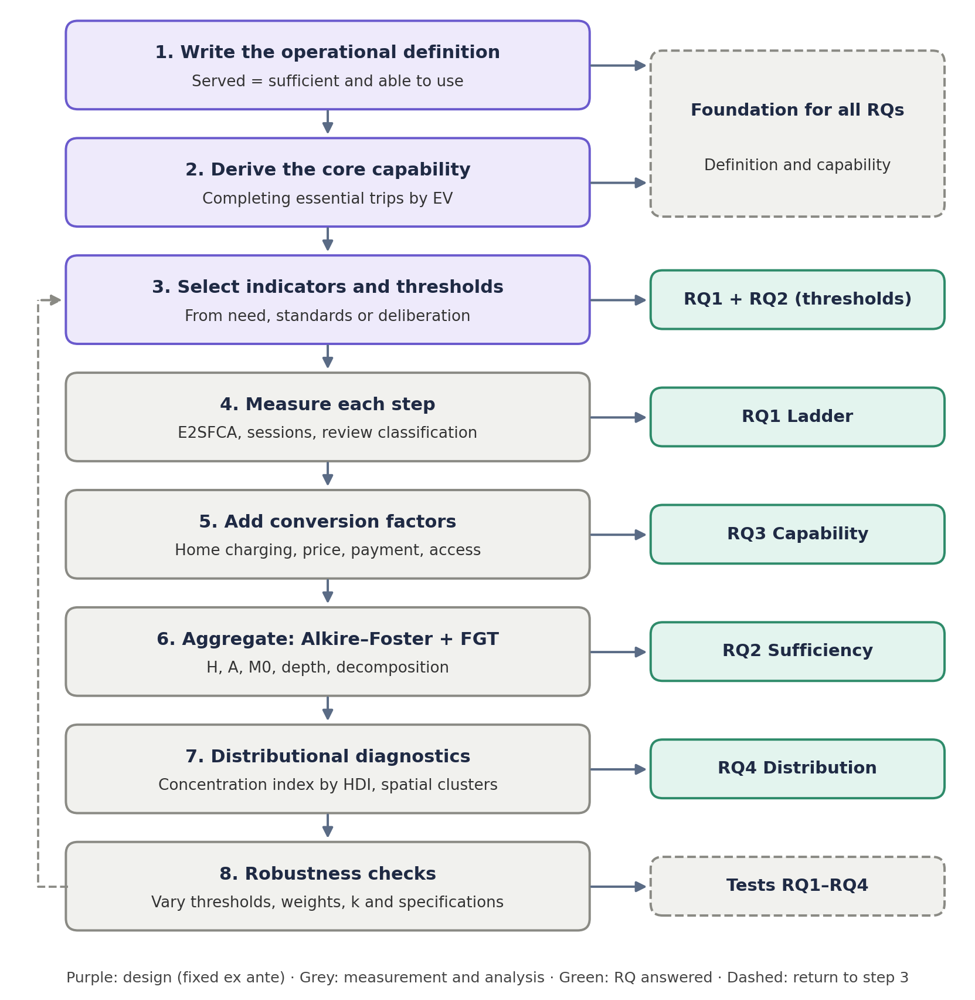 1. Write the operational definition
Served = sufficient and able to use
Foundation for all RQs
Definition and capability
2. Derive the core capability
Completing essential trips by EV
3. Select indicators and thresholds
From need, standards or deliberation
RQ1 + RQ2 (thresholds)
4. Measure each step
E2SFCA, sessions, review classification
RQ1 Ladder
5. Add conversion factors
Home charging, price, payment, access
RQ3 Capability
6. Aggregate: Alkire–Foster + FGT
H, A, M0, depth, decomposition
RQ2 Sufficiency
7. Distributional diagnostics
Concentration index by HDI, spatial clusters
RQ4 Distribution
8. Robustness checks
Vary thresholds, weights, k and specifications
Tests RQ1–RQ4
Purple: design (fixed ex ante) · Grey: measurement and analysis · Green: RQ answered · Dashed: return to step 3